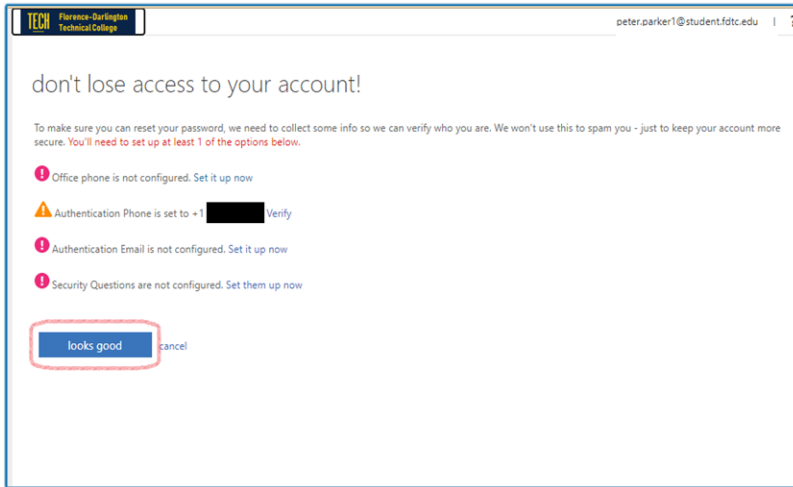 TECH Florence-Darlington
Technical College
peter.parker1@student.fdtc.edu | ?
don't lose access to your account!
To make sure you can reset your password, we need to collect some info so we can verify who you are. We won't use this to spam you - just to keep your account more
secure. You'll need to set up at least 1 of the options below.
! Office phone is not configured. Set it up now
! Authentication Phone is set to +1 Verify
! Authentication Email is not configured. Set it up now
! Security Questions are not configured. Set them up now
looks good cancel